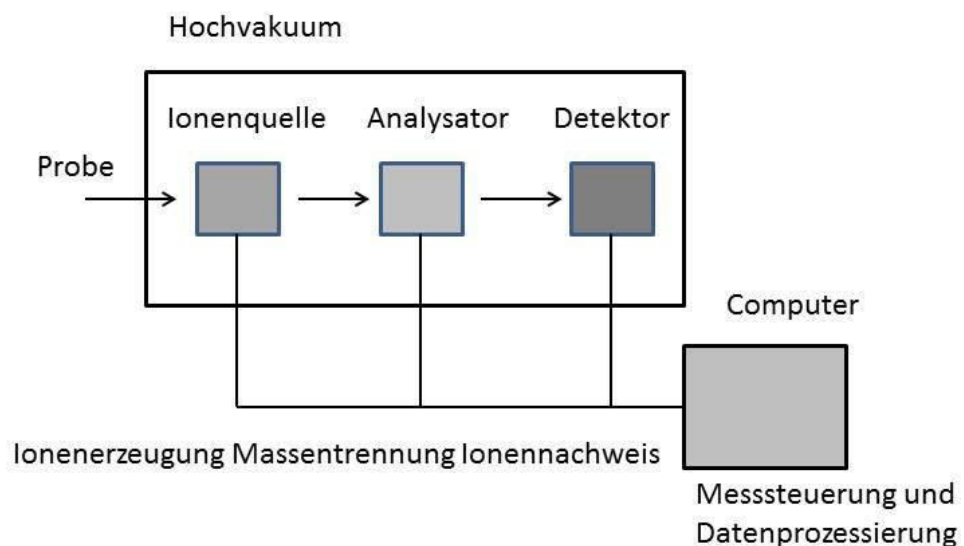 Hochvakuum
Ionenquelle Analysator Detektor
Probe
Computer
Ionenerzeugung Massentrennung Ionennachweis
Messsteuerung und
Datenprozessierung